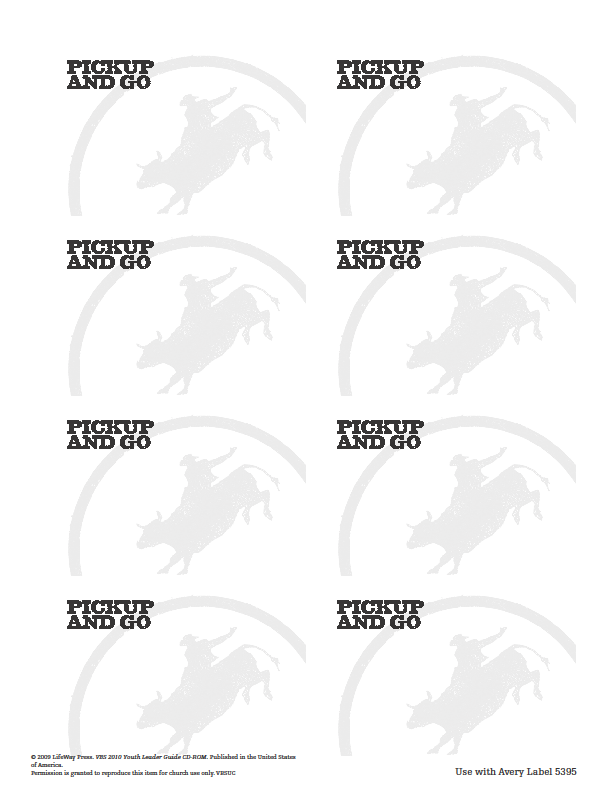 PICKUP
AND GO
PICKUP
AND GO
PICKUP
AND GO
PICKUP
AND GO
PICKUP
AND GO
PICKUP
AND GO
PICKUP
AND GO
PICKUP
AND GO
© 2009 LifeWay Press. VBS 2010 Youth Leader Guide CD-ROM. Published in the United States
of America.
Permission is granted to reproduce this item for church use only. VBSUC
Use with Avery Label 5395